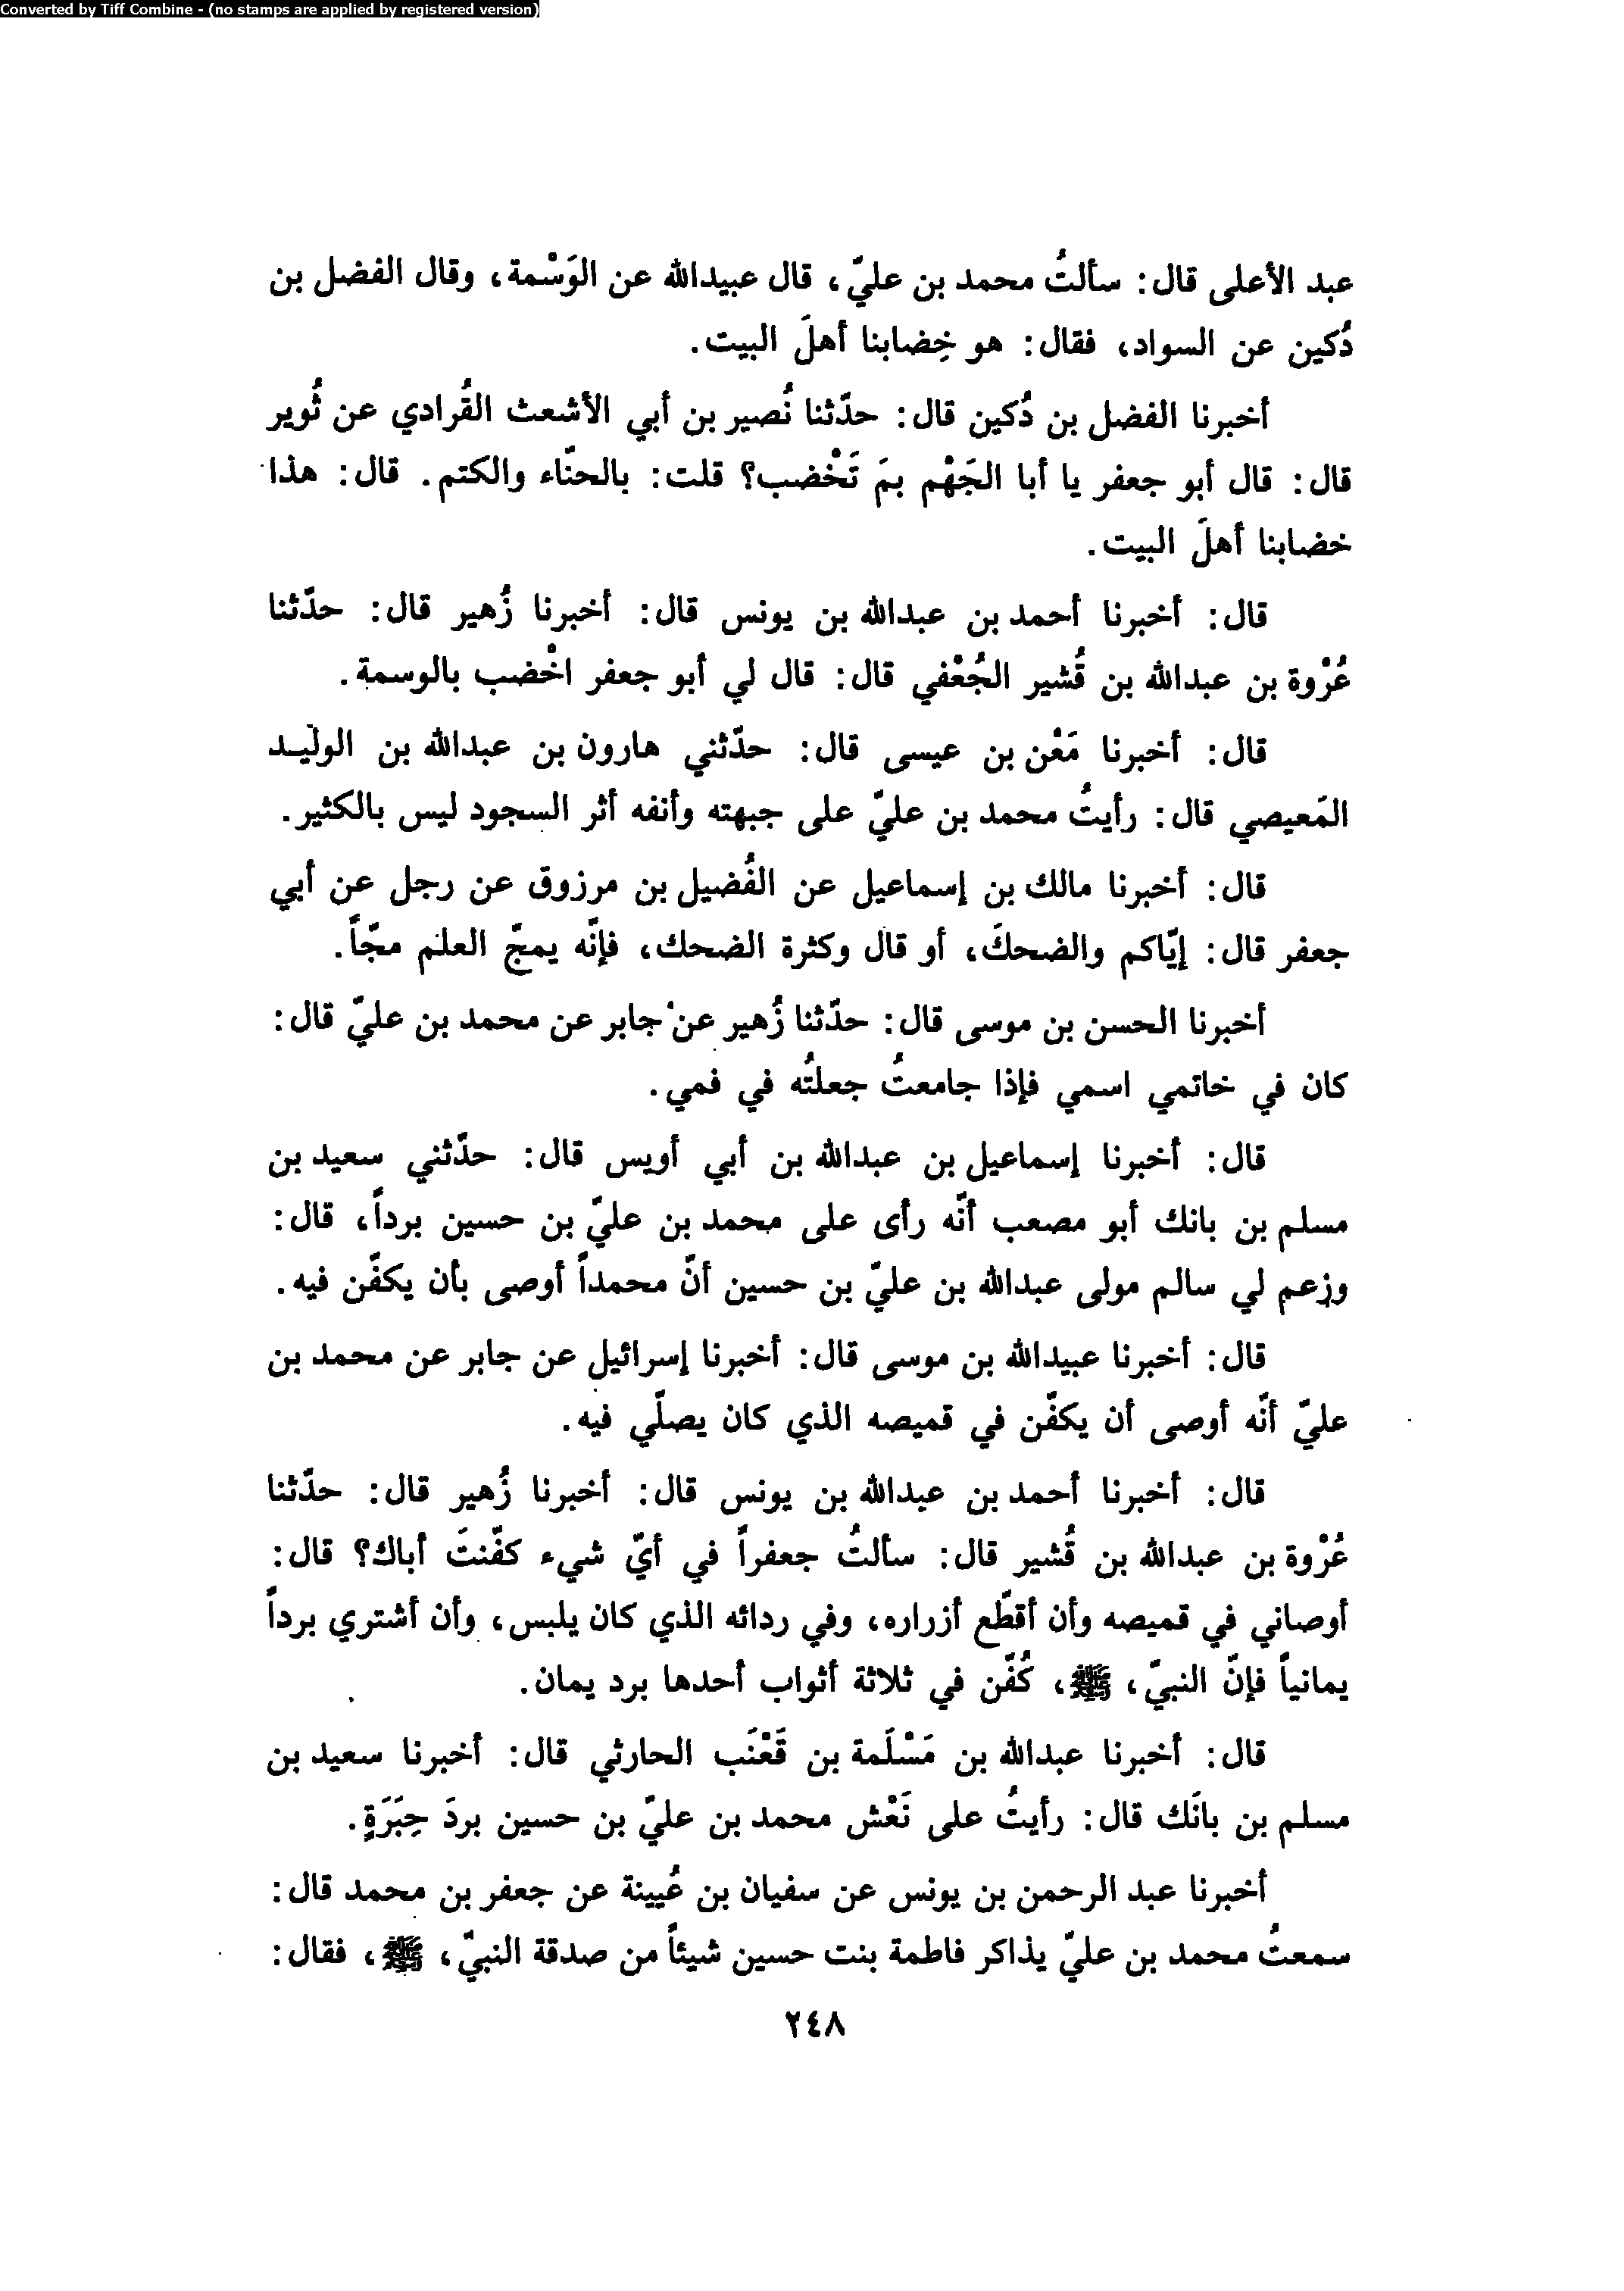 Converted by Tiff Combine - (no stamps are applied by registered version)
عبد الأعلى قال: سألتُ محمد بن عليّ، قال عبيدالله عن الوَسْمة، وقال الفضل بن
دُكين عن السواد، فقال: هو خِضابنا أهلَ البيت.
أخبرنا الفضل بن دُكين قال: حدّثنا نُصير بن أبي الأشعث القُرادي عن ثُوير
قال: قال أبو جعفر يا أبا الجَهْم بمَ تَخْضب؟ قلت: بالحنّاء والكتم. قال: هذا
خضابنا أهلَ البيت.
قال: أخبرنا أحمد بن عبدالله بن يونس قال: أخبرنا زُهير قال: حدّثنا
عُرْوة بن عبدالله بن قُشير الجُعْفي قال: قال لي أبو جعفر اخْضب بالوسمة.
قال: أخبرنا مَعْن بن عيسى قال: حدّثني هارون بن عبدالله بن الوليد
المَعيصي قال: رأيتُ محمد بن عليّ على جبهته وأنفه أثر السجود ليس بالكثير.
قال: أخبرنا مالك بن إسماعيل عن الفُضيل بن مرزوق عن رجل عن أبي
جعفر قال: إيّاكم والضحكَ، أو قال وكثرة الضحك، فإنّه يمجّ العلم مجّاً.
أخبرنا الحسن بن موسى قال: حدّثنا زُهير عن جابر عن محمد بن عليّ قال:
كان في خاتمي اسمي فإذا جامعتُ جعلتُه في فمي.
قال: أخبرنا إسماعيل بن عبدالله بن أبي أويس قال: حدّثني سعيد بن
مسلم بن بانك أبو مصعب أنّه رأى على محمد بن عليّ بن حسين برداً، قال:
وزعم لي سالم مولى عبدالله بن عليّ بن حسين أنّ محمداً أوصى بأن يكفّن فيه.
قال: أخبرنا عبيدالله بن موسى قال: أخبرنا إسرائيل عن جابر عن محمد بن
عليّ أنّه أوصى أن يكفّن في قميصه الذي كان يصلّي فيه.
قال: أخبرنا أحمد بن عبدالله بن يونس قال: أخبرنا زُهير قال: حدّثنا
عُرْوة بن عبدالله بن قُشير قال: سألتُ جعفراً في أيّ شيء كفّنتَ أباك؟ قال:
أوصاني في قميصه وأن أقطّع أزراره، وفي ردائه الذي كان يلبس، وأن أشتري برداً
يمانياً فإنّ النبيّ، ﷺ، كُفّن في ثلاثة أثواب أحدها برد يمان.
قال: أخبرنا عبدالله بن مَسْلَمة بن قَعْنَب الحارثي قال: أخبرنا سعيد بن
مسلم بن بانَك قال: رأيتُ على نَعْش محمد بن عليّ بن حسين بردَ حِبَرَةٍ.
أخبرنا عبد الرحمن بن يونس عن سفيان بن عُيينة عن جعفر بن محمد قال:
سمعتُ محمد بن عليّ يذاكر فاطمة بنت حسين شيئاً من صدقة النبيّ، ﷺ، فقال:
٢٤٨